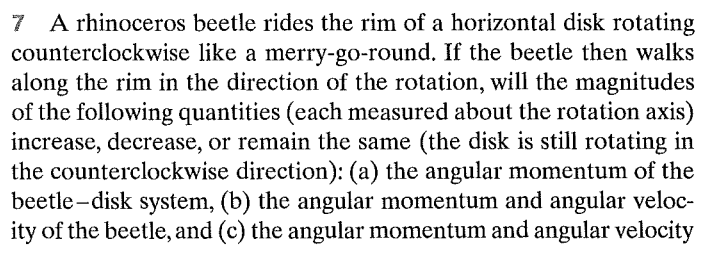 7 A rhinoceros beetle rides the rim of a horizontal disk rotating
counterclockwise like a merry-go-round. If the beetle then walks
along the rim in the direction of the rotation, will the magnitudes
of the following quantities (each measured about the rotation axis)
increase, decrease, or remain the same (the disk is still rotating in
the counterclockwise direction): (a) the angular momentum of the
beetle–disk system, (b) the angular momentum and angular veloc-
ity of the beetle, and (c) the angular momentum and angular velocity